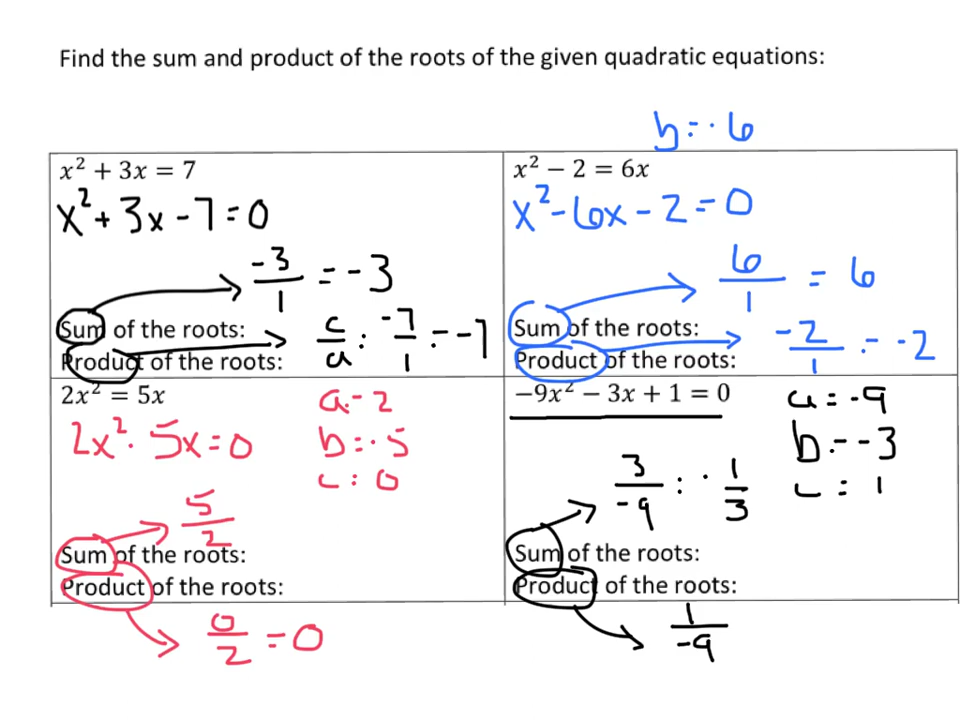 Find the sum and product of the roots of the given quadratic equations:
b = -6
x² + 3x = 7
x² + 3x - 7 = 0
-3/1 = -3
Sum of the roots:
c/a : -7/1 = -7
Product of the roots:
x² − 2 = 6x
x² - 6x - 2 = 0
6/1 = 6
Sum of the roots:
-2/1 = -2
Product of the roots:
2x² = 5x
2x² - 5x = 0
a = 2
b = -5
c = 0
5/2
Sum of the roots:
Product of the roots:
0/2 = 0
−9x² − 3x + 1 = 0
a = -9
b = -3
c = 1
3/-9 = -1/3
Sum of the roots:
Product of the roots:
1/-9